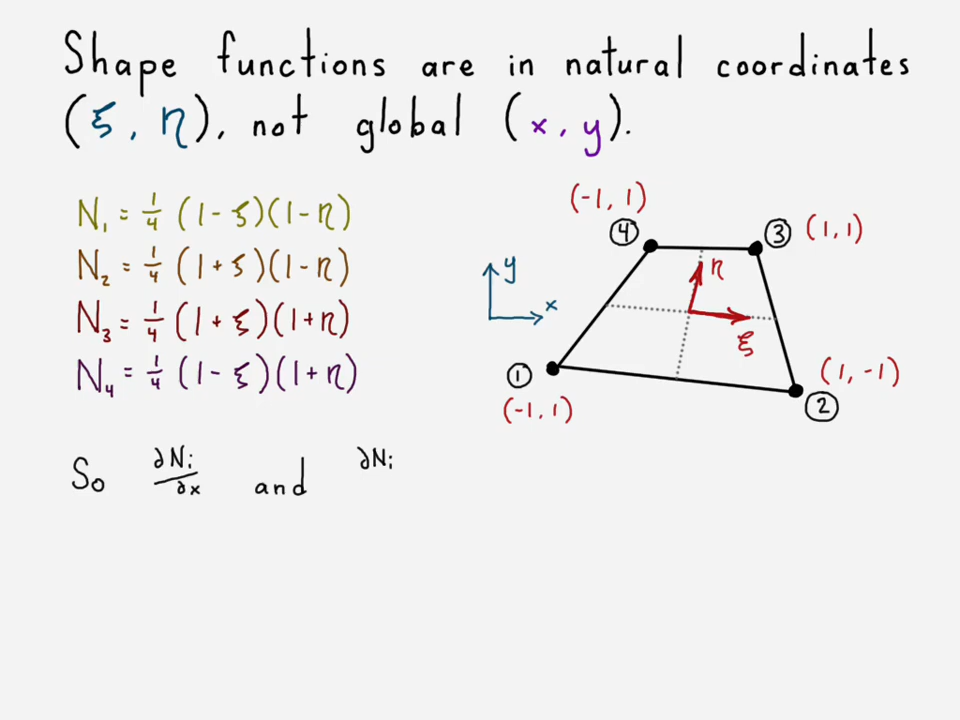 Shape functions are in natural coordinates
(ξ, η), not global (x, y).
N₁ = 1/4 (1-ξ)(1-η)
N₂ = 1/4 (1+ξ)(1-η)
N₃ = 1/4 (1+ξ)(1+η)
N₄ = 1/4 (1-ξ)(1+η)
(-1, 1)
④
③ (1, 1)
y
x
η
ξ
①
(-1, 1)
(1, -1)
②
So ∂Nᵢ/∂x and ∂Nᵢ